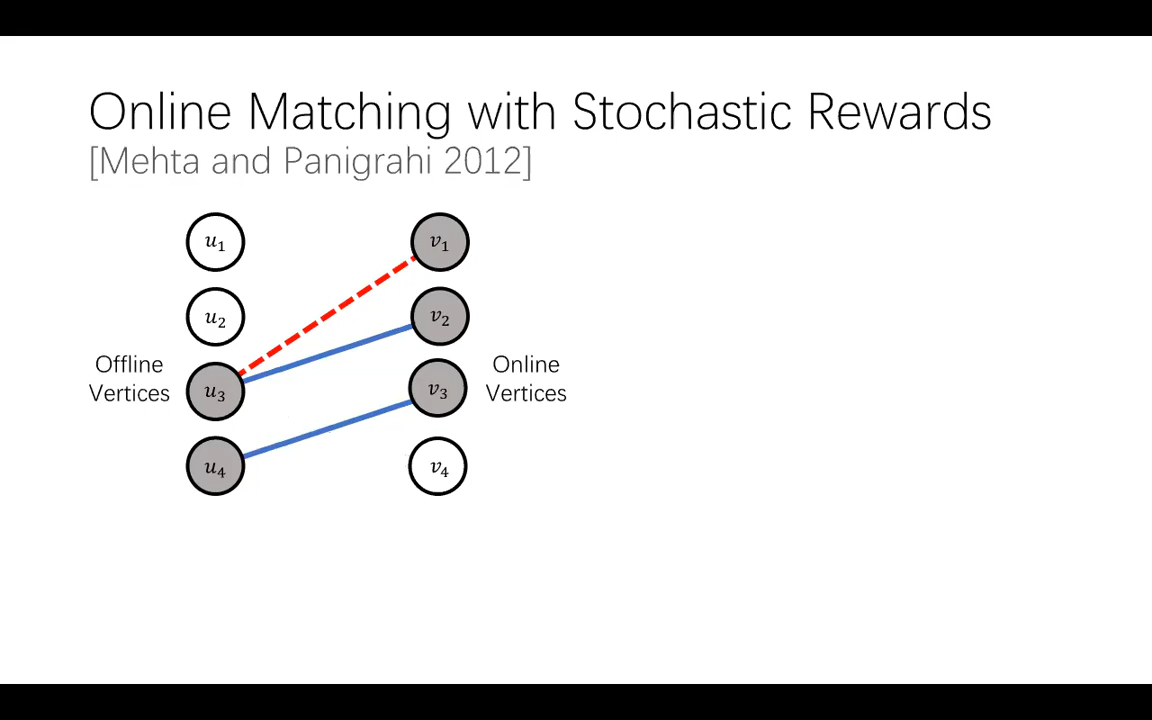 Online Matching with Stochastic Rewards
[Mehta and Panigrahi 2012]
u₁
v₁
u₂
v₂
Offline
Vertices
u₃
v₃
Online
Vertices
u₄
v₄